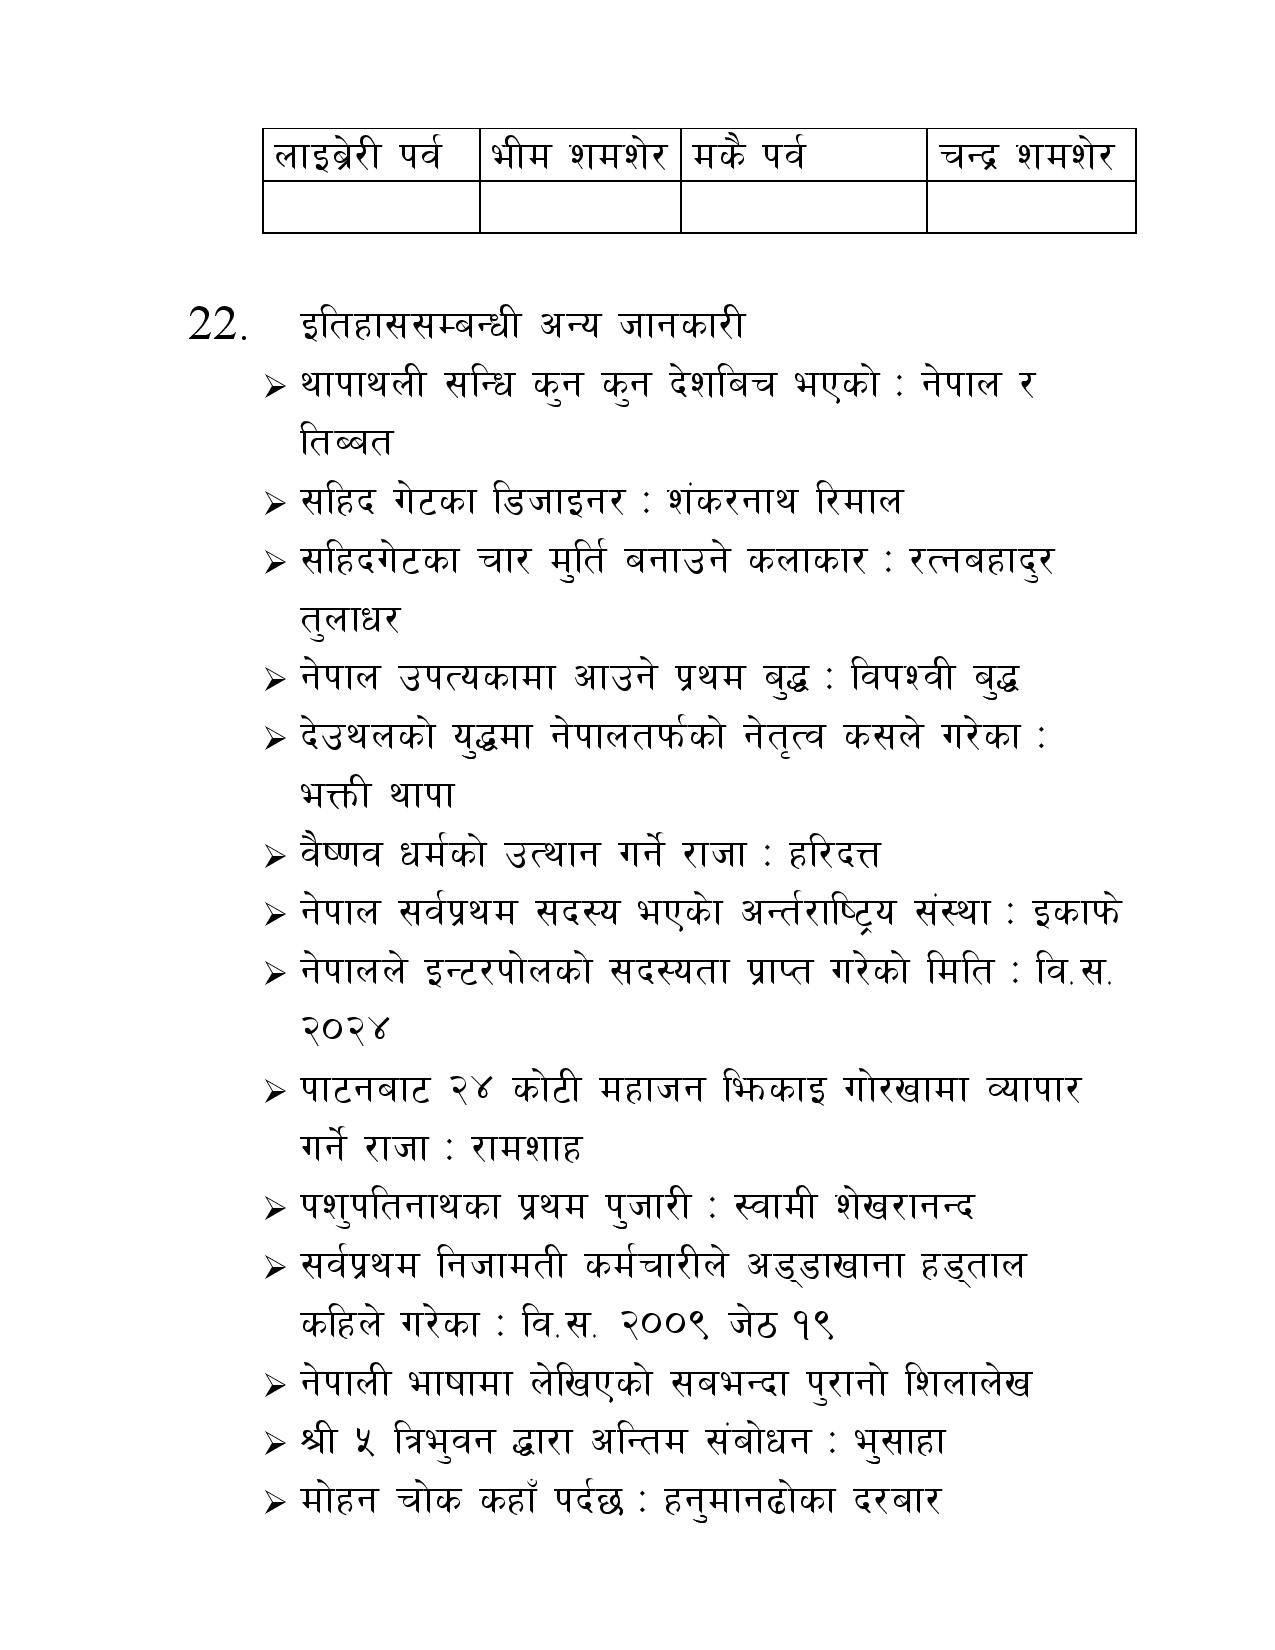 लाइब्रेरी पर्व भीम शमशेर मकै पर्व चन्द्र शमशेर
22. इतिहाससम्बन्धी अन्य जानकारी
➢ थापाथली सन्धि कुन कुन देशबिच भएको : नेपाल र
तिब्बत
➢ सहिद गेटका डिजाइनर : शंकरनाथ रिमाल
➢ सहिदगेटका चार मुर्ति बनाउने कलाकार : रत्नबहादुर
तुलाधर
➢ नेपाल उपत्यकामा आउने प्रथम बुद्ध : विपश्वी बुद्ध
➢ देउथलको युद्धमा नेपालतर्फको नेतृत्व कसले गरेका :
भक्ती थापा
➢ वैष्णव धर्मको उत्थान गर्ने राजा : हरिदत्त
➢ नेपाल सर्वप्रथम सदस्य भएकाे अर्न्तराष्ट्रिय संस्था : इकाफे
➢ नेपालले इन्टरपोलको सदस्यता प्राप्त गरेको मिति : वि.स.
२०२४
➢ पाटनबाट २४ कोटी महाजन झिकाइ गोरखामा व्यापार
गर्ने राजा : रामशाह
➢ पशुपतिनाथका प्रथम पुजारी : स्वामी शेखरानन्द
➢ सर्वप्रथम निजामती कर्मचारीले अड्डाखाना हड्ताल
कहिले गरेका : वि.स. २००९ जेठ १९
➢ नेपाली भाषामा लेखिएको सबभन्दा पुरानो शिलालेख
➢ श्री ५ त्रिभुवन द्धारा अन्तिम संबोधन : भुसाहा
➢ मोहन चोक कहाँ पर्दछ : हनुमानढोका दरबार